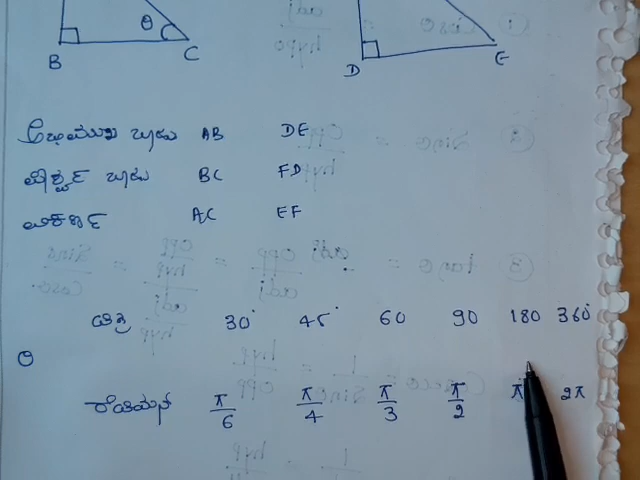 θ
B C D E
ಅಭಿಮುಖ ಬಾಹು AB DE
ಪಾರ್ಶ್ವ ಬಾಹು BC FD
ವಿಕರ್ಣ AC EF
ಡಿಗ್ರಿ 30° 45° 60 90 180 360°
θ
ರೇಡಿಯನ್ π/6 π/4 π/3 π/2 π 2π